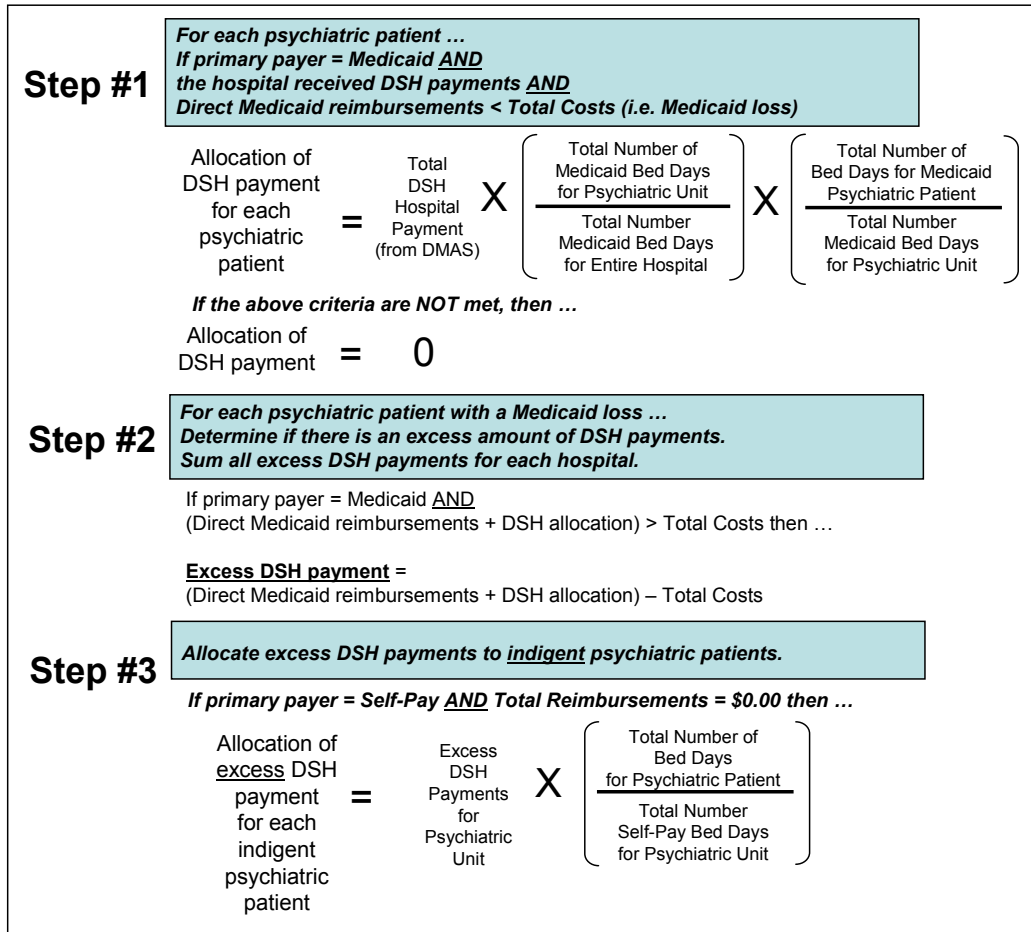 Step #1
For each psychiatric patient …
If primary payer = Medicaid AND
the hospital received DSH payments AND
Direct Medicaid reimbursements < Total Costs (i.e. Medicaid loss)
Allocation of
DSH payment
for each
psychiatric
patient
=
Total
DSH
Hospital
Payment
(from DMAS)
X
Total Number of
Medicaid Bed Days
for Psychiatric Unit
Total Number
Medicaid Bed Days
for Entire Hospital
X
Total Number of
Bed Days for Medicaid
Psychiatric Patient
Total Number
Medicaid Bed Days
for Psychiatric Unit
If the above criteria are NOT met, then …
Allocation of
DSH payment
=
0
Step #2
For each psychiatric patient with a Medicaid loss …
Determine if there is an excess amount of DSH payments.
Sum all excess DSH payments for each hospital.
If primary payer = Medicaid AND
(Direct Medicaid reimbursements + DSH allocation) > Total Costs then …
Excess DSH payment =
(Direct Medicaid reimbursements + DSH allocation) – Total Costs
Step #3
Allocate excess DSH payments to indigent psychiatric patients.
If primary payer = Self-Pay AND Total Reimbursements = $0.00 then …
Allocation of
excess DSH
payment
for each
indigent
psychiatric
patient
=
Excess
DSH
Payments
for
Psychiatric
Unit
X
Total Number of
Bed Days
for Psychiatric Patient
Total Number
Self-Pay Bed Days
for Psychiatric Unit